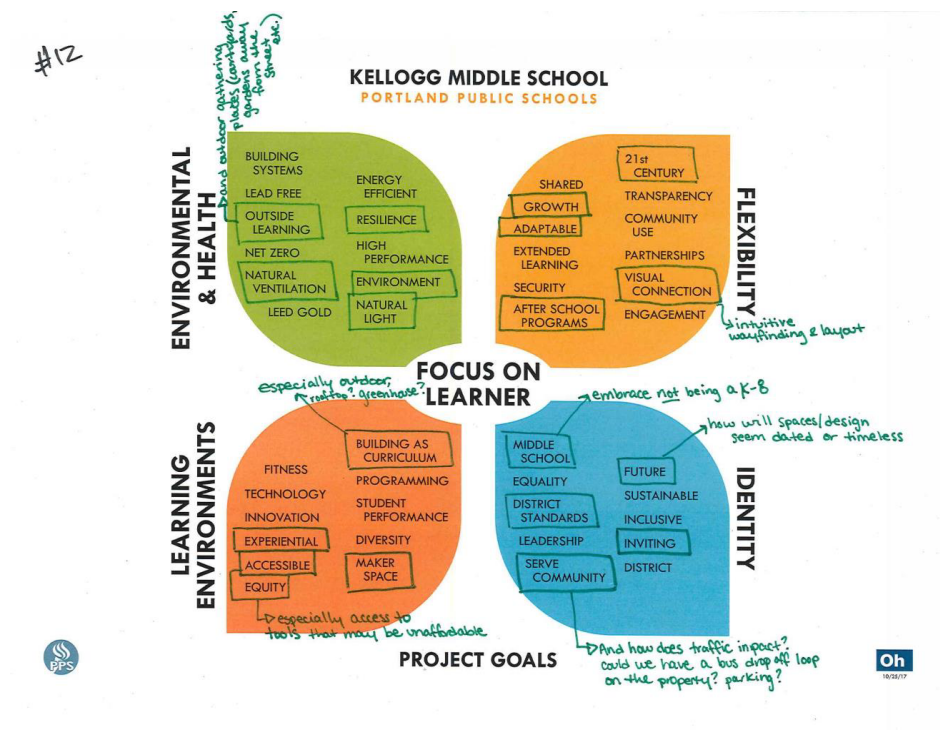 #12
and outdoor gathering
places (courtyards,
gardens away
from the
street etc.)
KELLOGG MIDDLE SCHOOL
PORTLAND PUBLIC SCHOOLS
ENVIRONMENTAL
& HEALTH
BUILDING
SYSTEMS
LEAD FREE
OUTSIDE
LEARNING
NET ZERO
NATURAL
VENTILATION
LEED GOLD
ENERGY
EFFICIENT
RESILIENCE
HIGH
PERFORMANCE
ENVIRONMENT
NATURAL
LIGHT
SHARED
GROWTH
ADAPTABLE
EXTENDED
LEARNING
SECURITY
AFTER SCHOOL
PROGRAMS
21st
CENTURY
TRANSPARENCY
COMMUNITY
USE
PARTNERSHIPS
VISUAL
CONNECTION
ENGAGEMENT
FLEXIBILITY
intuitive
wayfinding & layout
FOCUS ON
LEARNER
especially outdoor,
rooftop? greenhouse?
LEARNING
ENVIRONMENTS
FITNESS
TECHNOLOGY
INNOVATION
EXPERIENTIAL
ACCESSIBLE
EQUITY
BUILDING AS
CURRICULUM
PROGRAMMING
STUDENT
PERFORMANCE
DIVERSITY
MAKER
SPACE
especially access to
tools that may be unaffordable
embrace not being a K-8
how will spaces/design
seem dated or timeless
MIDDLE
SCHOOL
EQUALITY
DISTRICT
STANDARDS
LEADERSHIP
SERVE
COMMUNITY
FUTURE
SUSTAINABLE
INCLUSIVE
INVITING
DISTRICT
IDENTITY
And how does traffic impact?
could we have a bus drop off loop
on the property? parking?
PROJECT GOALS
PPS
Oh
10/25/17